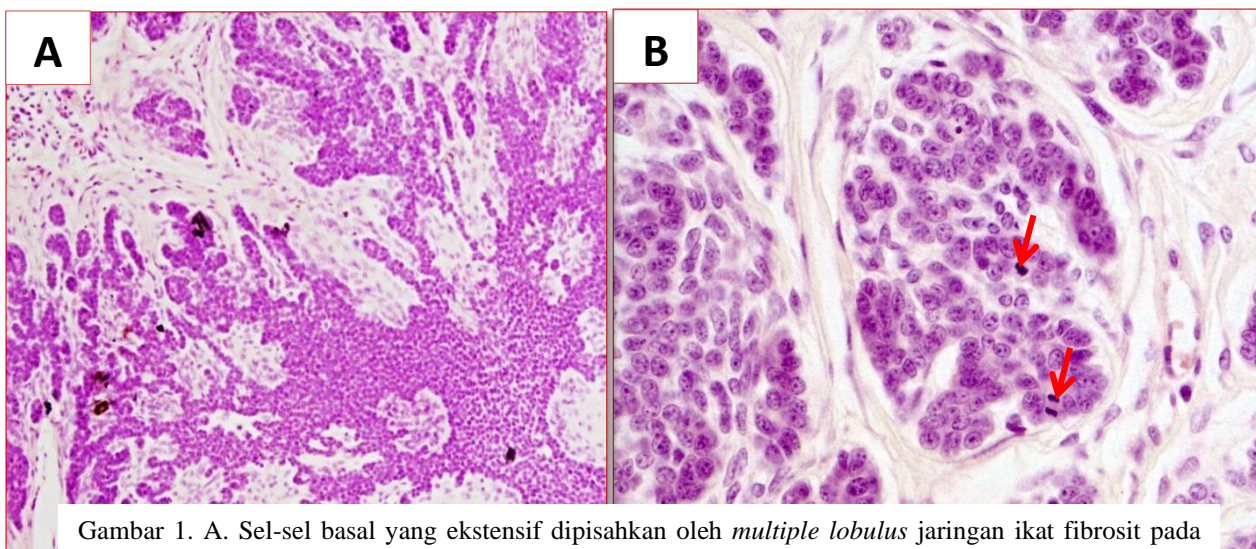 A
B
Gambar 1. A. Sel-sel basal yang ekstensif dipisahkan oleh multiple lobulus jaringan ikat fibrosit pada